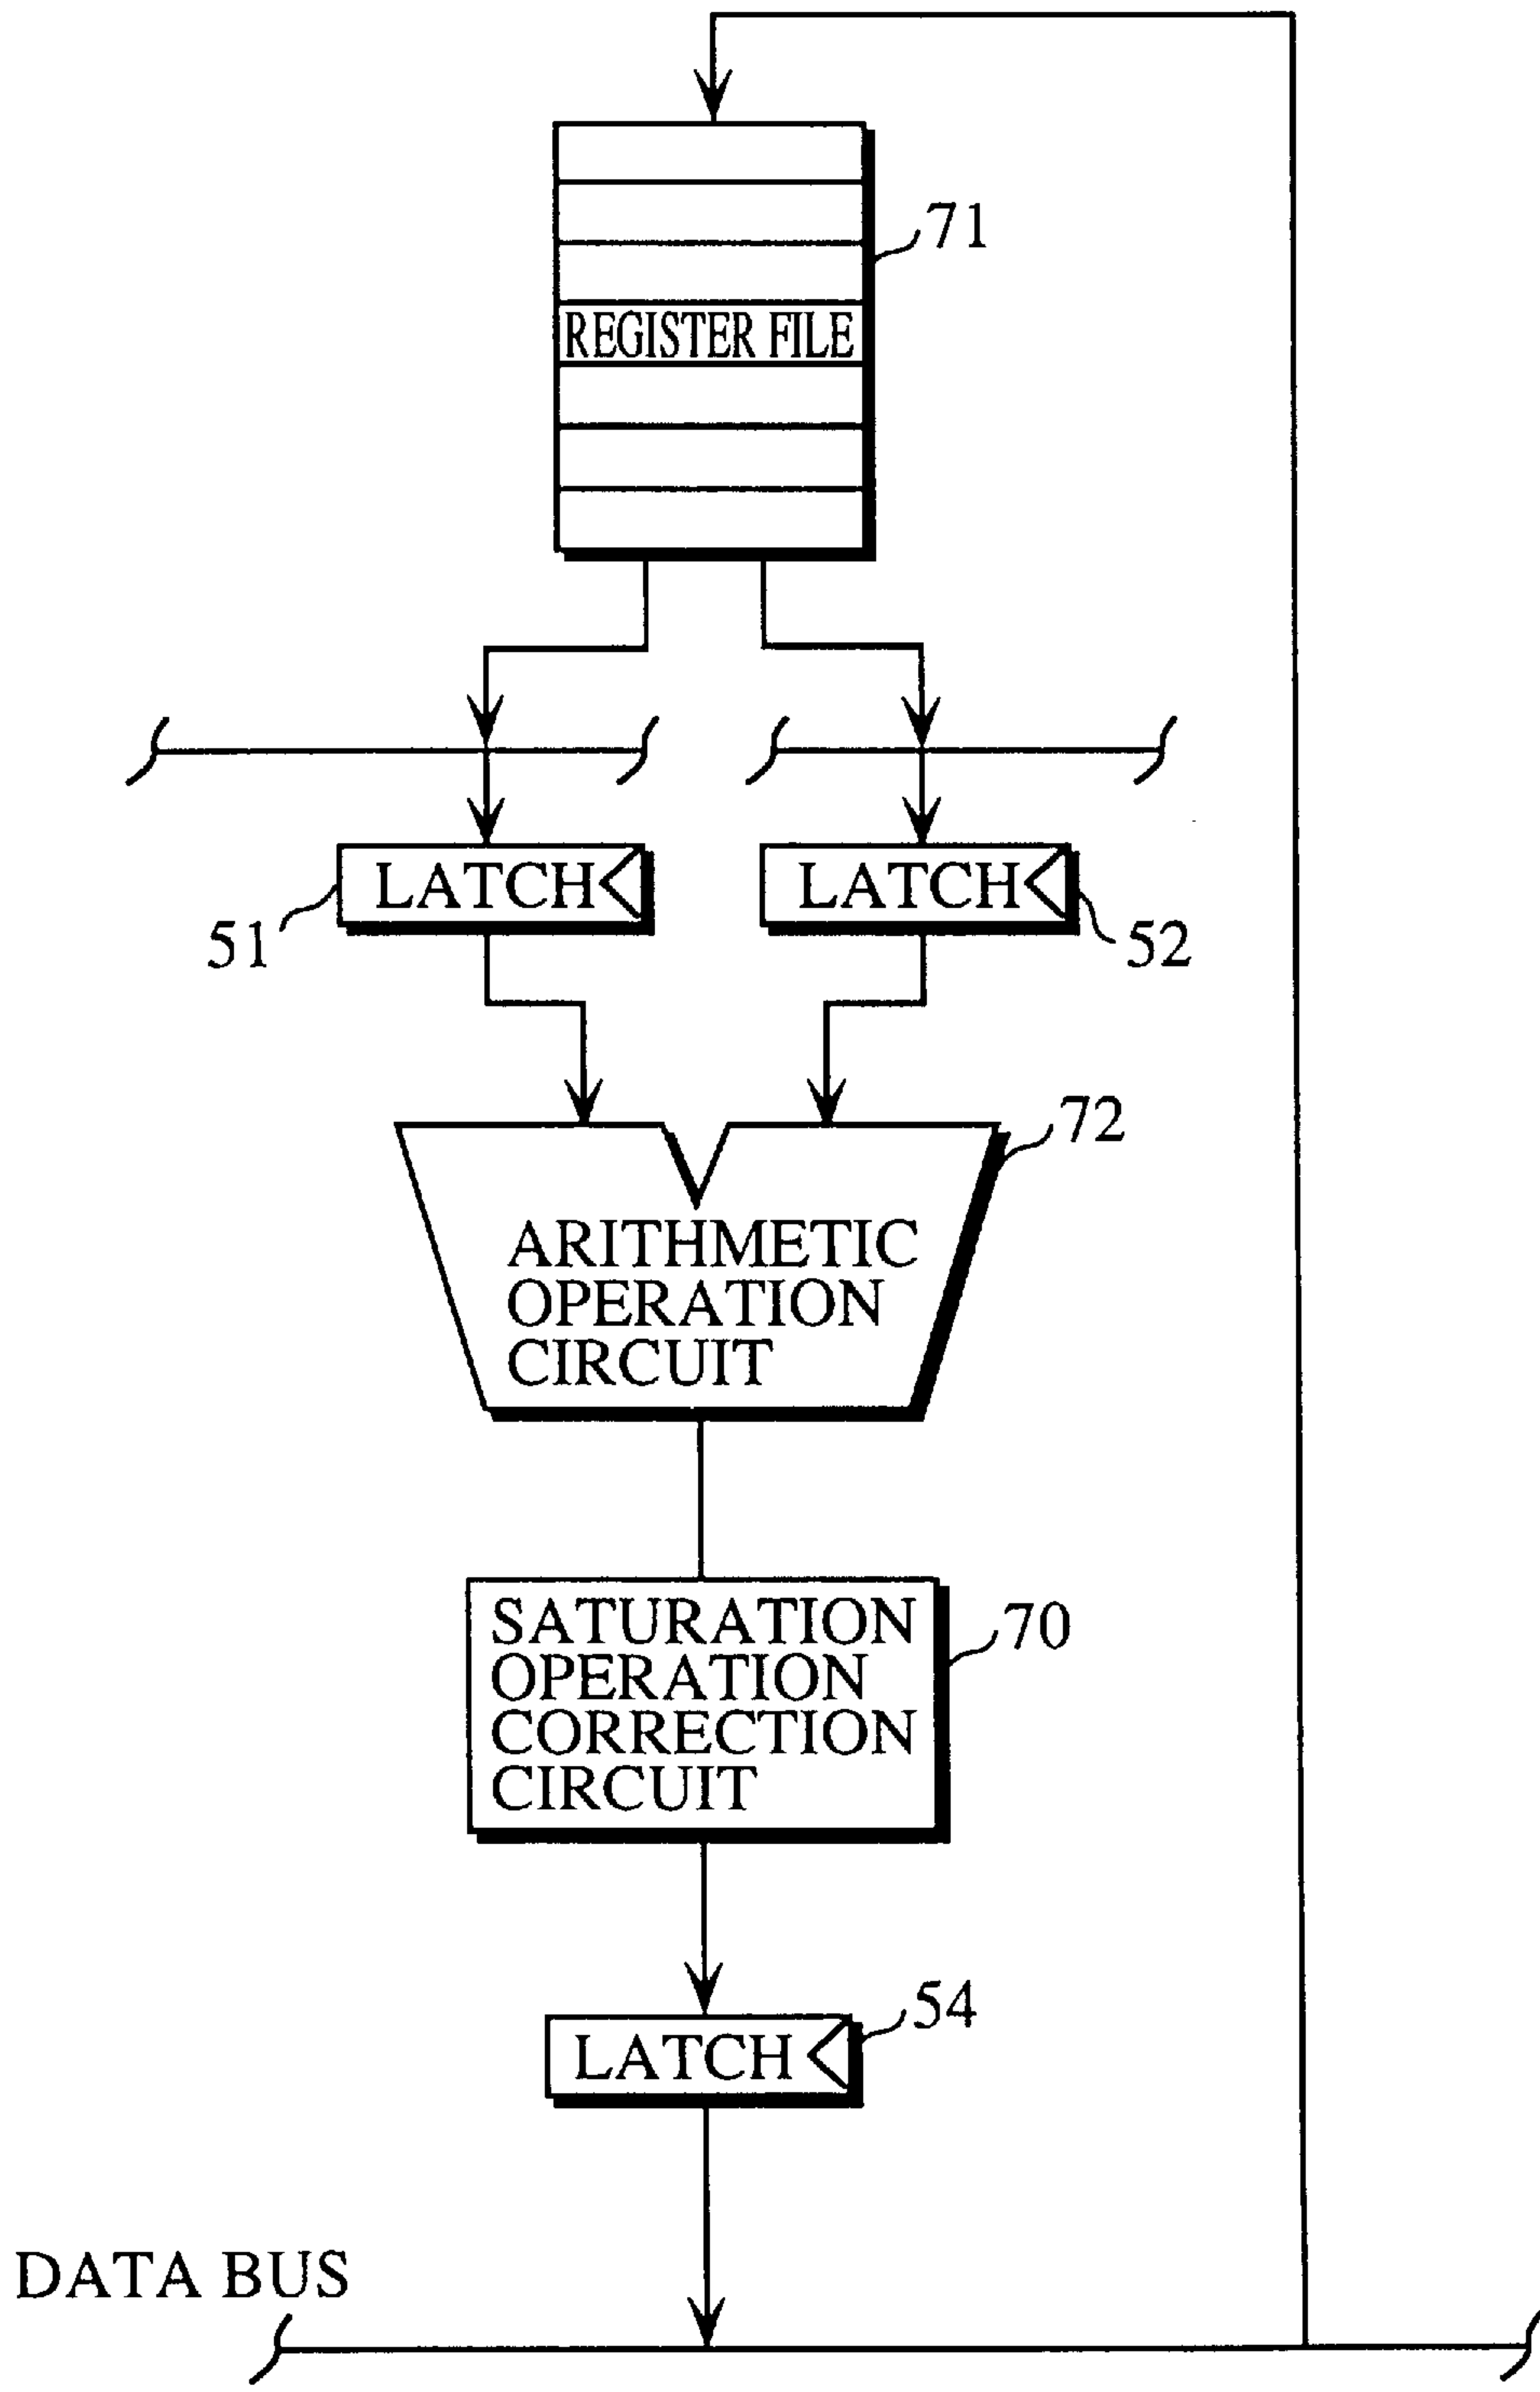 71
REGISTER FILE
LATCH
LATCH
51
52
72
ARITHMETIC
OPERATION
CIRCUIT
SATURATION
OPERATION
CORRECTION
CIRCUIT
70
54
LATCH
DATA BUS